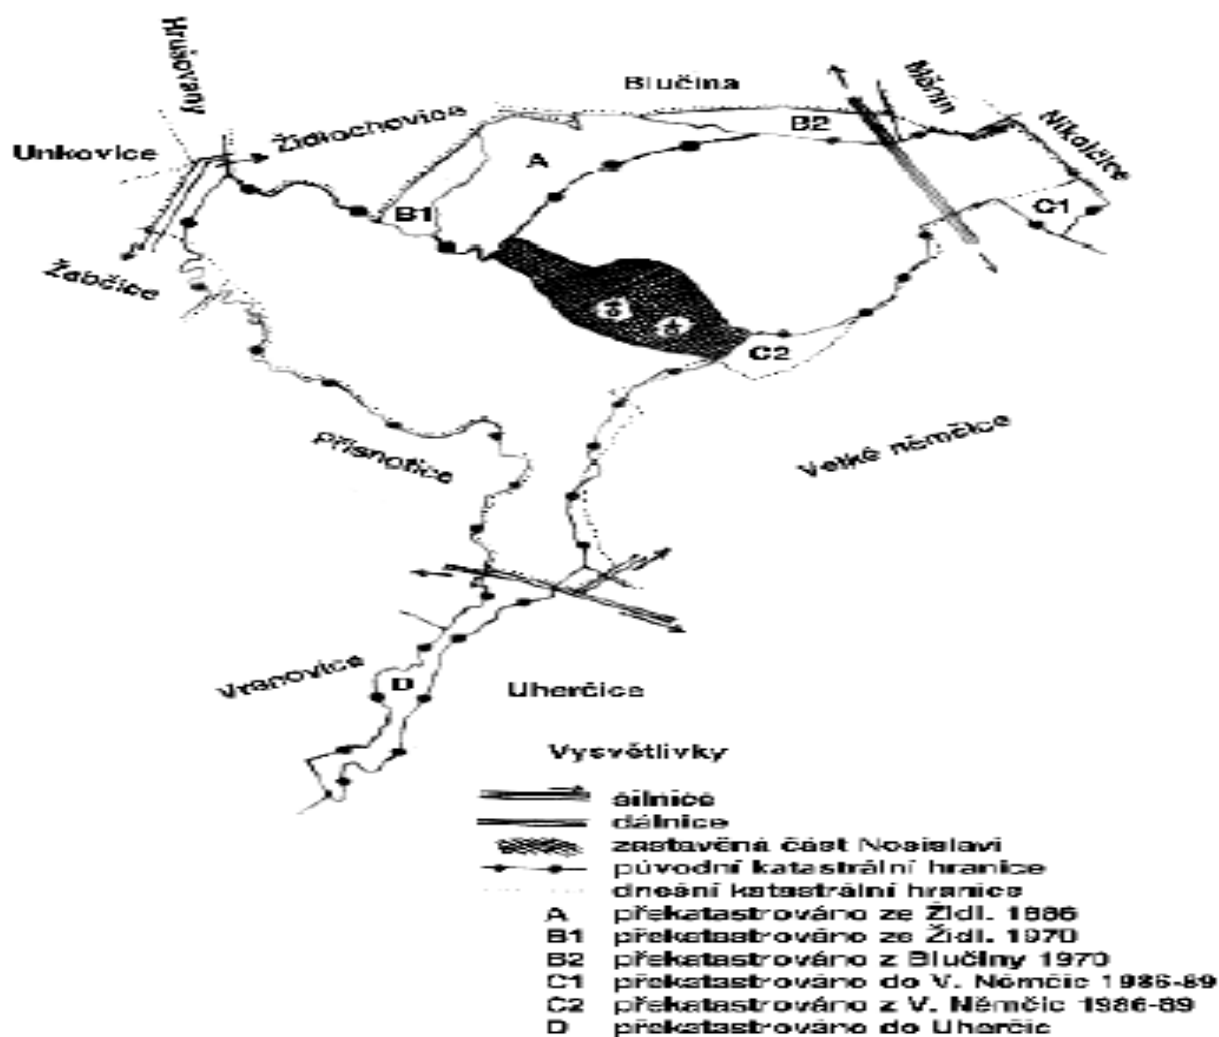 Hrušovany
Unkovice
Židlochovice
Blučina
Měnín
Nikolčice
A
B2
B1
C1
Žabčice
C2
Přísnotice
Velké němčice
Vranovice
D
Uherčice
Vysvětlivky
silnice
dálnice
zastavěná část Nosislavi
původní katastrální hranice
dnešní katastrální hranice
A překatastrováno ze Židl. 1886
B1 překatastrováno ze Židl. 1970
B2 překatastrováno z Blučiny 1970
C1 překatastrováno do V. Němčic 1986-89
C2 překatastrováno z V. Němčic 1986-89
D překatastrováno do Uherčic